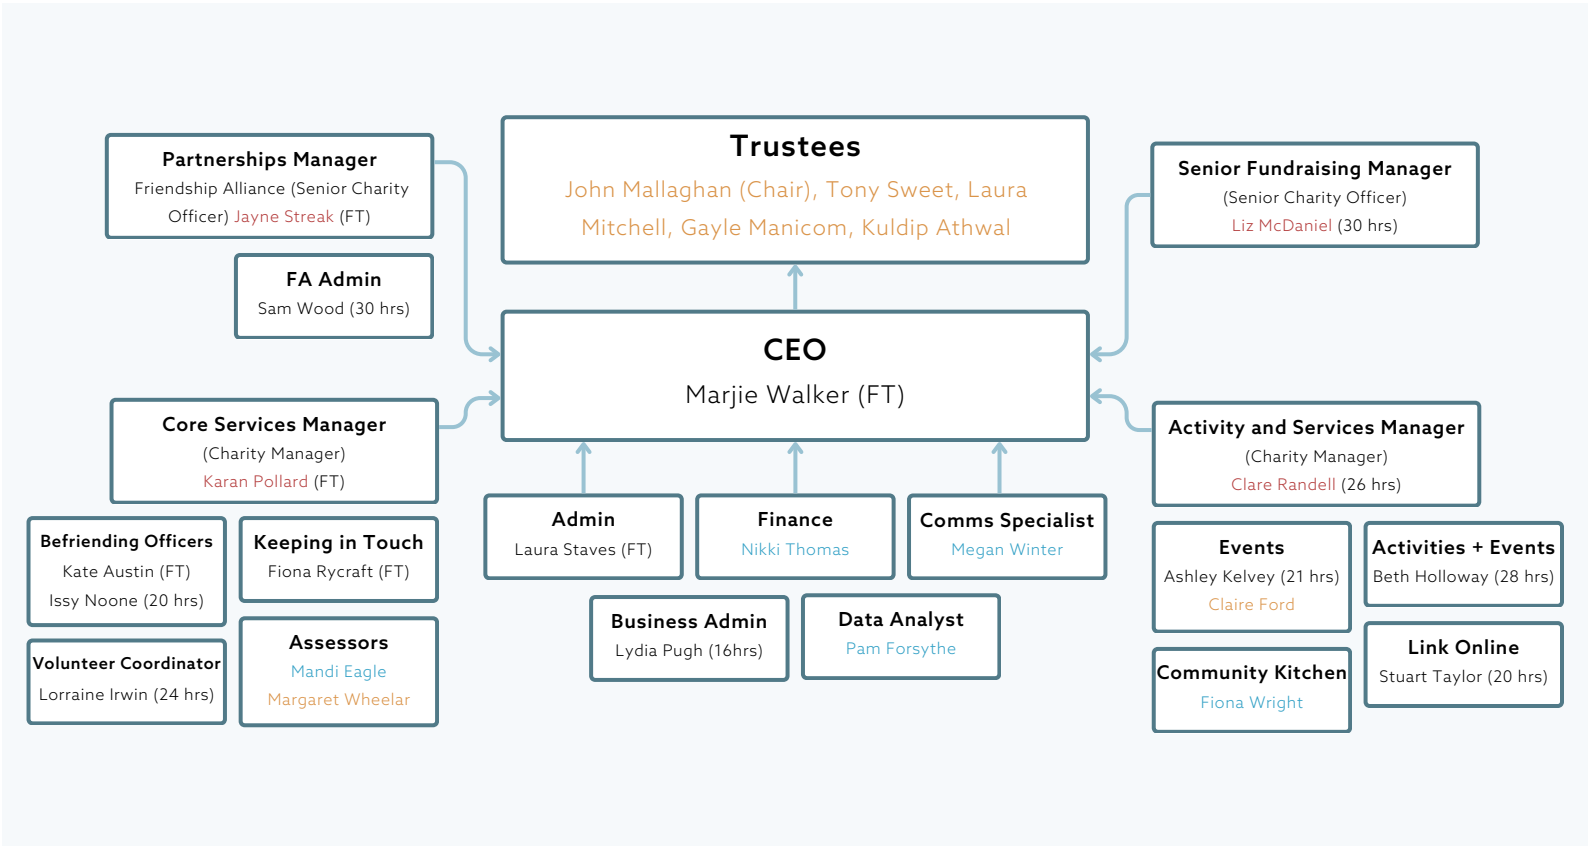 Trustees
John Mallaghan (Chair), Tony Sweet, Laura
Mitchell, Gayle Manicom, Kuldip Athwal
Partnerships Manager
Friendship Alliance (Senior Charity
Officer) Jayne Streak (FT)
FA Admin
Sam Wood (30 hrs)
Senior Fundraising Manager
(Senior Charity Officer)
Liz McDaniel (30 hrs)
CEO
Marjie Walker (FT)
Core Services Manager
(Charity Manager)
Karan Pollard (FT)
Befriending Officers
Kate Austin (FT)
Issy Noone (20 hrs)
Keeping in Touch
Fiona Rycraft (FT)
Volunteer Coordinator
Lorraine Irwin (24 hrs)
Assessors
Mandi Eagle
Margaret Wheelar
Admin
Laura Staves (FT)
Finance
Nikki Thomas
Comms Specialist
Megan Winter
Business Admin
Lydia Pugh (16hrs)
Data Analyst
Pam Forsythe
Activity and Services Manager
(Charity Manager)
Clare Randell (26 hrs)
Events
Ashley Kelvey (21 hrs)
Claire Ford
Activities + Events
Beth Holloway (28 hrs)
Community Kitchen
Fiona Wright
Link Online
Stuart Taylor (20 hrs)